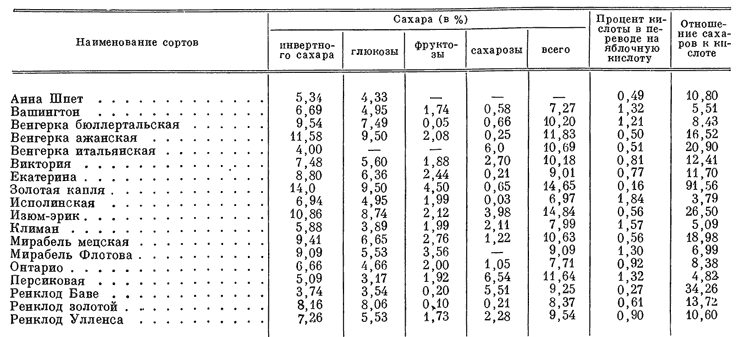 Наименование сортов | Сахара (в %) | Процент кислоты в переводе на яблочную кислоту | Отношение сахаров к кислоте
инвертного сахара | глюкозы | фруктозы | сахарозы | всего
Анна Шпет . . . . . . . . . . 5,34 4,33 — — — 0,49 10,80
Вашингтон . . . . . . . . . . 6,69 4,95 1,74 0,58 7,27 1,32 5,51
Венгерка бюллертальская . . . . . . 9,54 7,49 0,05 0,66 10,20 1,21 8.43
Венгерка ажанская . . . . . . . . 11,58 9,50 2,08 0,25 11,83 0,50 16,52
Венгерка итальянская . . . . . . . 4,00 — — 6,0 10,69 0,51 20,90
Виктория . . . . . . . . . . 7,48 5,60 1,88 2,70 10,18 0,81 12,41
Екатерина . . . . . . . . . . 8,80 6,36 2,44 0,21 9,01 0,77 11,70
Золотая капля . . . . . . . . . 14,0 9,50 4,50 0,65 14,65 0,16 91,56
Исполинская . . . . . . . . . 6,94 4,95 1,99 0,03 6,97 1,84 3,79
Изюм-эрик . . . . . . . . . . 10,86 8,74 2,12 3,98 14,84 0,56 26,50
Климан . . . . . . . . . . . 5,88 3,89 1,99 2,11 7,99 1,57 5,09
Мирабель мецская . . . . . . . . 9,41 6,65 2,76 1,22 10,63 0,56 18,98
Мирабель Флотова . . . . . . . . 9,09 5,53 3,56 — 9,09 1,30 6,99
Онтарио . . . . . . . . . . . 6,66 4,66 2,00 1,05 7,71 0,92 8,38
Персиковая . . . . . . . . . . 5,09 3,17 1,92 6,54 11,64 1,32 4,82
Ренклод Баве . . . . . . . . . 3,74 3,54 0,20 5,51 9,25 0,27 34,26
Ренклод золотой . . . . . . . . . 8,16 8,06 0,10 0,21 8,37 0,61 13,72
Ренклод Улленса . . . . . . . . . 7,26 5,53 1,73 2,28 9,54 0,90 10,60